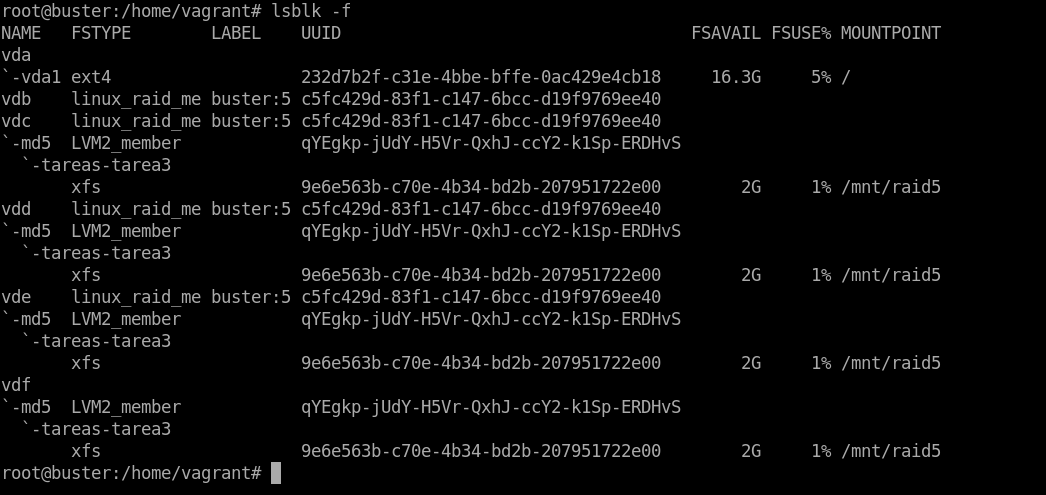 root@buster:/home/vagrant# lsblk -f
NAME   FSTYPE        LABEL    UUID                                   FSAVAIL FSUSE% MOUNTPOINT
vda
`-vda1 ext4                   232d7b2f-c31e-4bbe-bffe-0ac429e4cb18     16.3G     5% /
vdb    linux_raid_me buster:5 c5fc429d-83f1-c147-6bcc-d19f9769ee40
vdc    linux_raid_me buster:5 c5fc429d-83f1-c147-6bcc-d19f9769ee40
`-md5  LVM2_member            qYEgkp-jUdY-H5Vr-QxhJ-ccY2-k1Sp-ERDHvS
  `-tareas-tarea3
       xfs                    9e6e563b-c70e-4b34-bd2b-207951722e00        2G     1% /mnt/raid5
vdd    linux_raid_me buster:5 c5fc429d-83f1-c147-6bcc-d19f9769ee40
`-md5  LVM2_member            qYEgkp-jUdY-H5Vr-QxhJ-ccY2-k1Sp-ERDHvS
  `-tareas-tarea3
       xfs                    9e6e563b-c70e-4b34-bd2b-207951722e00        2G     1% /mnt/raid5
vde    linux_raid_me buster:5 c5fc429d-83f1-c147-6bcc-d19f9769ee40
`-md5  LVM2_member            qYEgkp-jUdY-H5Vr-QxhJ-ccY2-k1Sp-ERDHvS
  `-tareas-tarea3
       xfs                    9e6e563b-c70e-4b34-bd2b-207951722e00        2G     1% /mnt/raid5
vdf
`-md5  LVM2_member            qYEgkp-jUdY-H5Vr-QxhJ-ccY2-k1Sp-ERDHvS
  `-tareas-tarea3
       xfs                    9e6e563b-c70e-4b34-bd2b-207951722e00        2G     1% /mnt/raid5
root@buster:/home/vagrant#